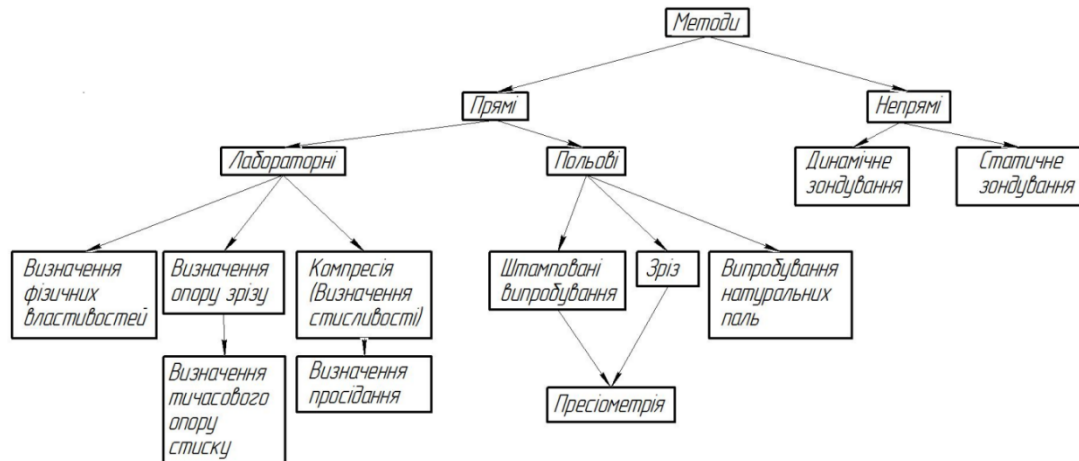 Методи
Прямі
Непрямі
Лабораторні
Польові
Динамічне
зондування
Статичне
зондування
Визначення
фізичних
властивостей
Визначення
опору зрізу
Компресія
(Визначення
стисливості)
Штамповані
випробування
Зріз
Випробування
натуральних
паль
Визначення
тичасового
опору
стиску
Визначення
просідання
Пресіометрія